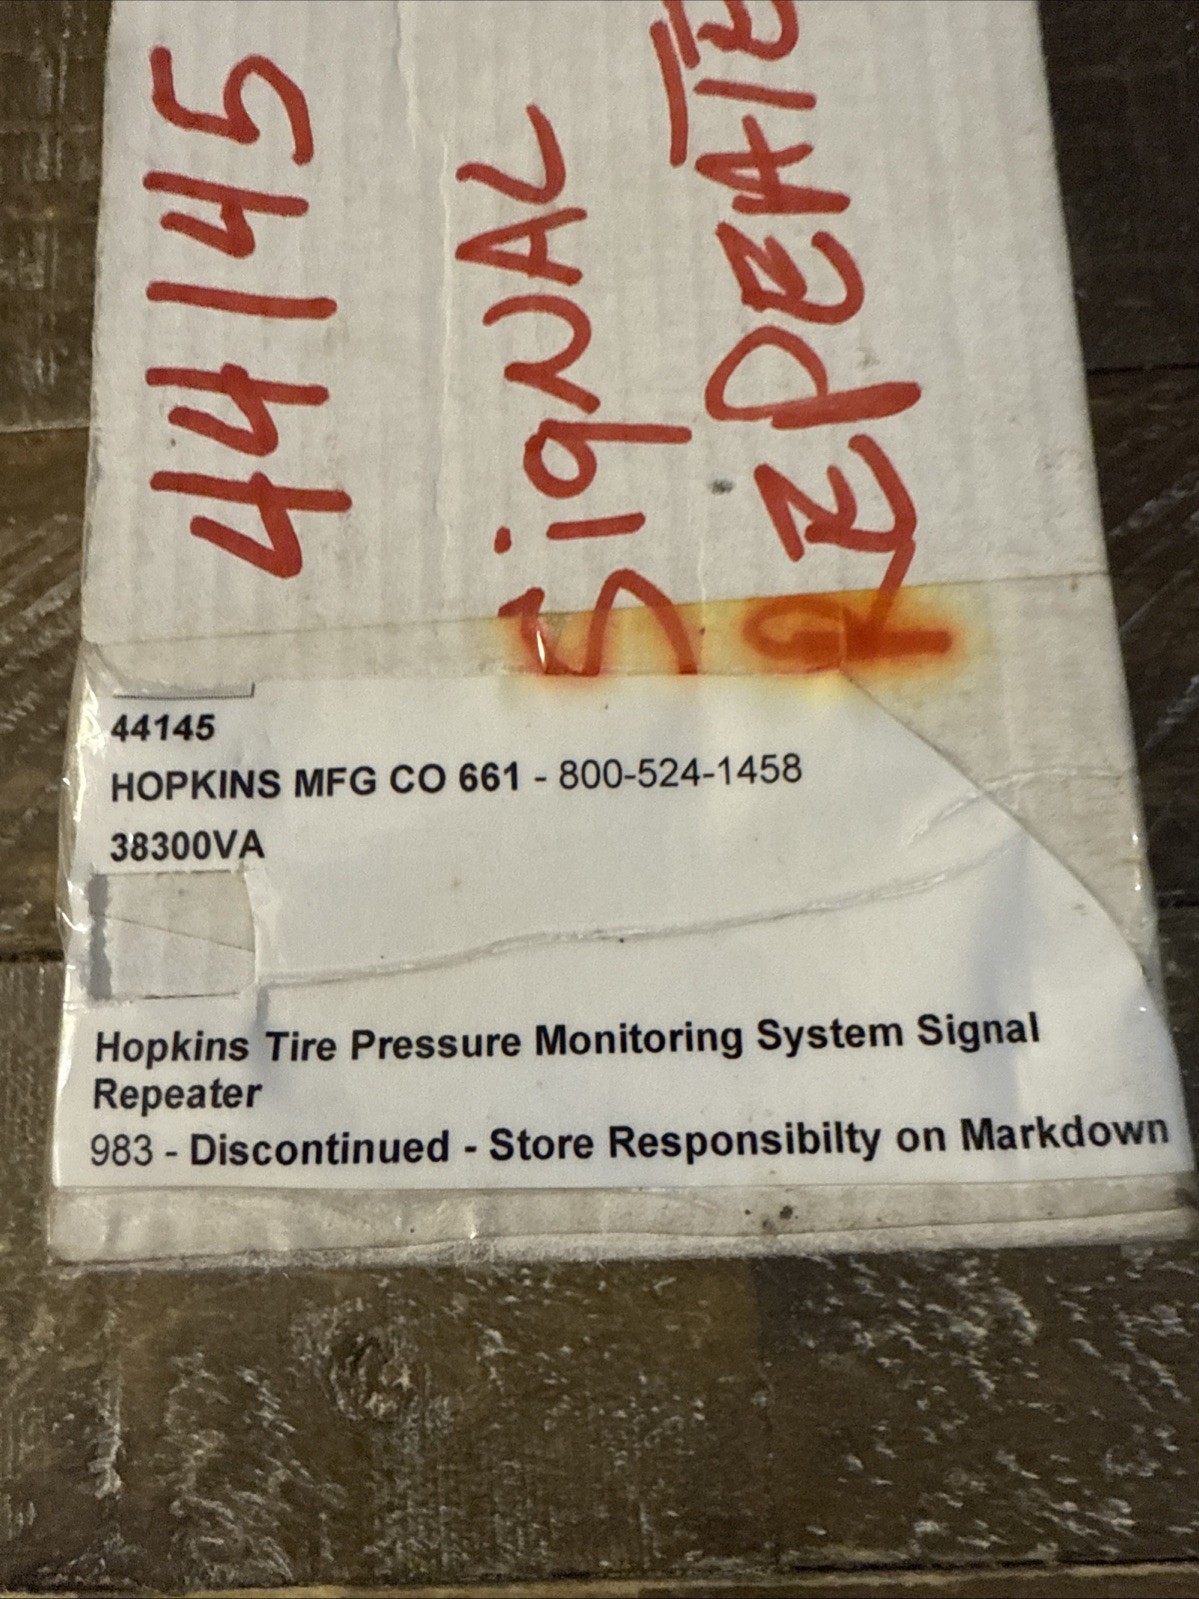 44145
SigNAL
REPEATE
44145
HOPKINS MFG CO 661 - 800-524-1458
38300VA
Hopkins Tire Pressure Monitoring System Signal
Repeater
983 - Discontinued - Store Responsibilty on Markdown